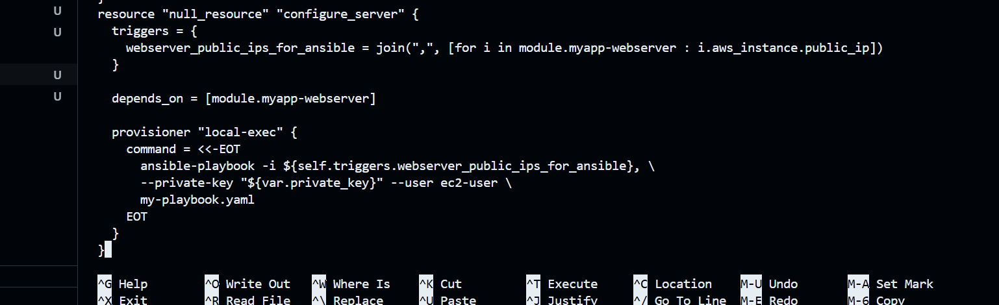 }
U resource "null_resource" "configure_server" {
U triggers = {
webserver_public_ips_for_ansible = join(",", [for i in module.myapp-webserver : i.aws_instance.public_ip])
U }
U depends_on = [module.myapp-webserver]
provisioner "local-exec" {
command = <<-EOT
ansible-playbook -i ${self.triggers.webserver_public_ips_for_ansible}, \
--private-key "${var.private_key}" --user ec2-user \
my-playbook.yaml
EOT
}
}
^G Help ^O Write Out ^W Where Is ^K Cut ^T Execute ^C Location M-U Undo M-A Set Mark
^X Exit ^R Read File ^\ Replace ^U Paste ^J Justify ^/ Go To Line M-E Redo M-6 Copy